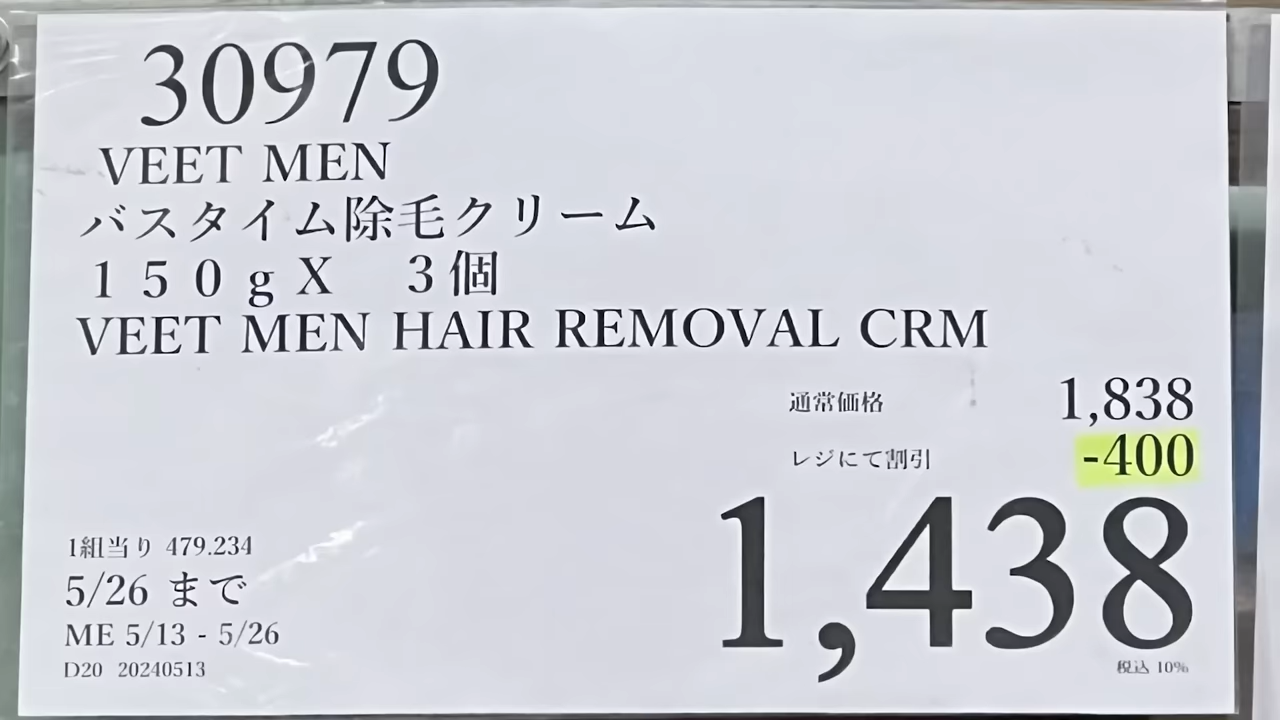 30979
VEET MEN
バスタイム除毛クリーム
１５０ｇＸ　３個
VEET MEN HAIR REMOVAL CRM
通常価格 1,838
レジにて割引 -400
1,438
1組当り 479.234
5/26 まで
ME 5/13 - 5/26
D20 20240513
税込 10%